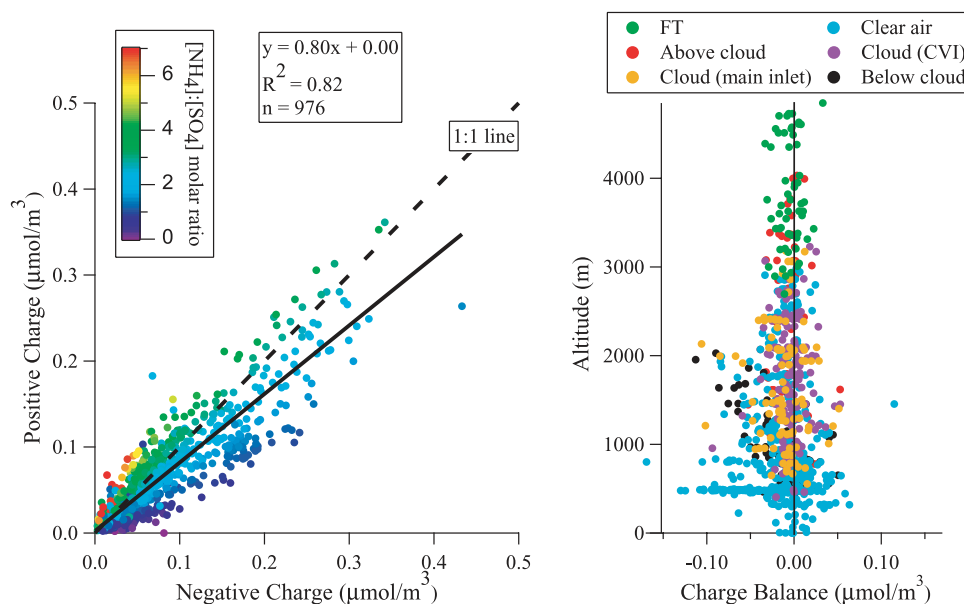 [NH4]:[SO4] molar ratio
6
4
2
0
y = 0.80x + 0.00
R2 = 0.82
n = 976
1:1 line
Positive Charge (μmol/m3)
0.5
0.4
0.3
0.2
0.1
0.0
0.0 0.1 0.2 0.3 0.4 0.5
Negative Charge (μmol/m3)
FT Clear air
Above cloud Cloud (CVI)
Cloud (main inlet) Below cloud
Altitude (m)
4000
3000
2000
1000
0
-0.10 0.00 0.10
Charge Balance (μmol/m3)